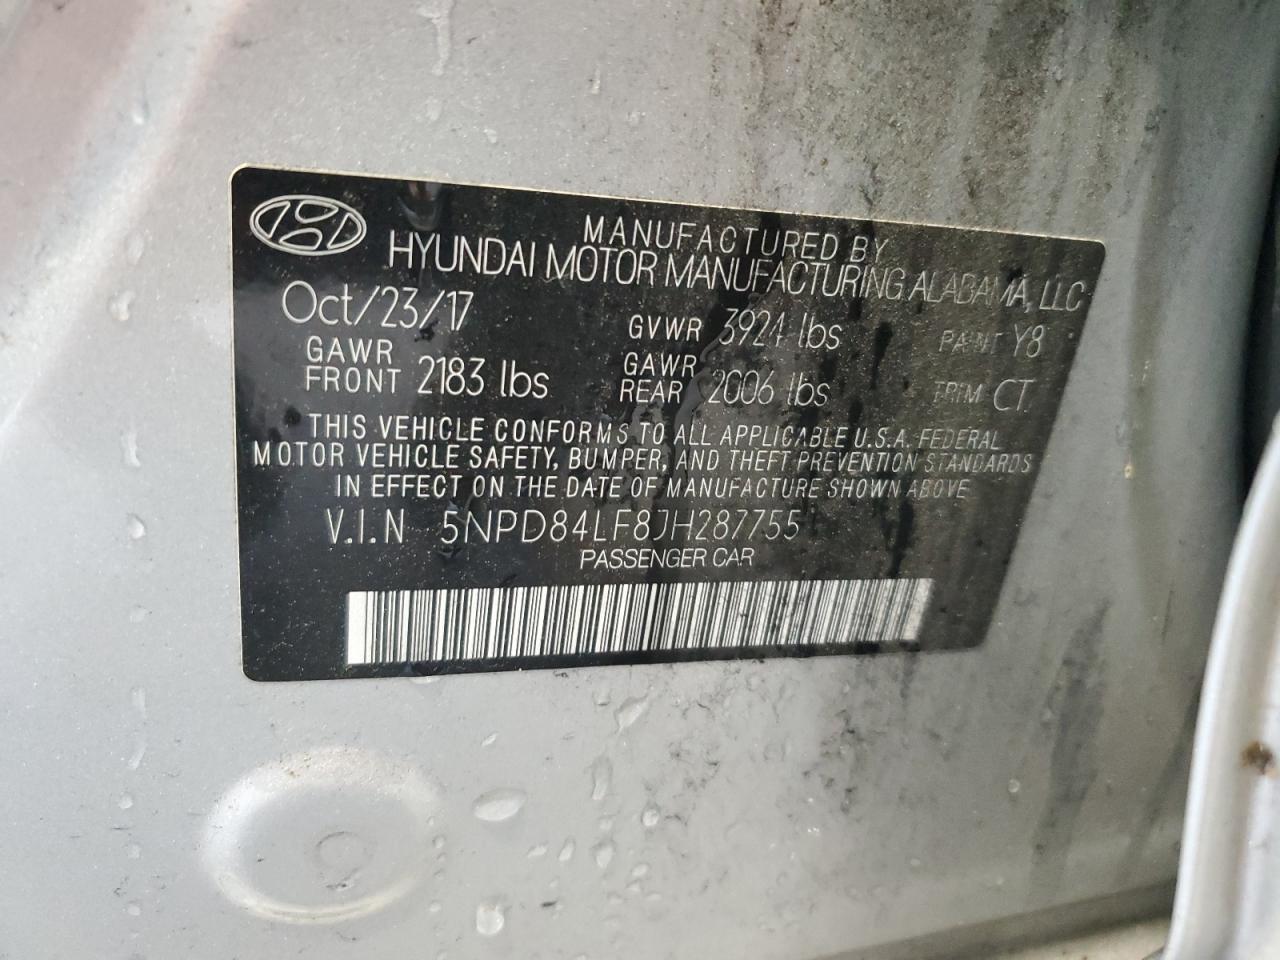 MANUFACTURED BY
HYUNDAI MOTOR MANUFACTURING ALABAMA, LLC
Oct/23/17 GVWR 3924 lbs PAINT Y8
GAWR FRONT 2183 lbs GAWR REAR 2006 lbs TRIM CT
THIS VEHICLE CONFORMS TO ALL APPLICABLE U.S.A. FEDERAL
MOTOR VEHICLE SAFETY, BUMPER, AND THEFT PREVENTION STANDARDS
IN EFFECT ON THE DATE OF MANUFACTURE SHOWN ABOVE
V.I.N 5NPD84LF8JH287755
PASSENGER CAR